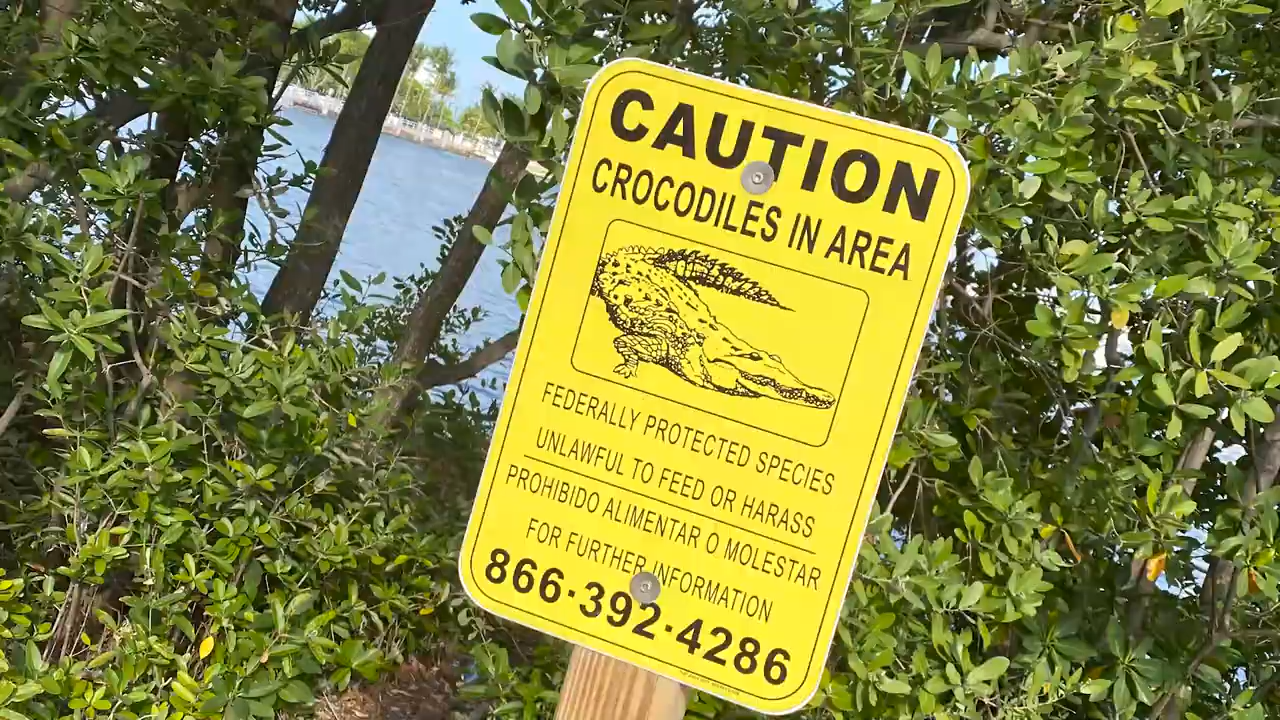 CAUTION
CROCODILES IN AREA
FEDERALLY PROTECTED SPECIES
UNLAWFUL TO FEED OR HARASS
PROHIBIDO ALIMENTAR O MOLESTAR
FOR FURTHER INFORMATION
866·392·4286